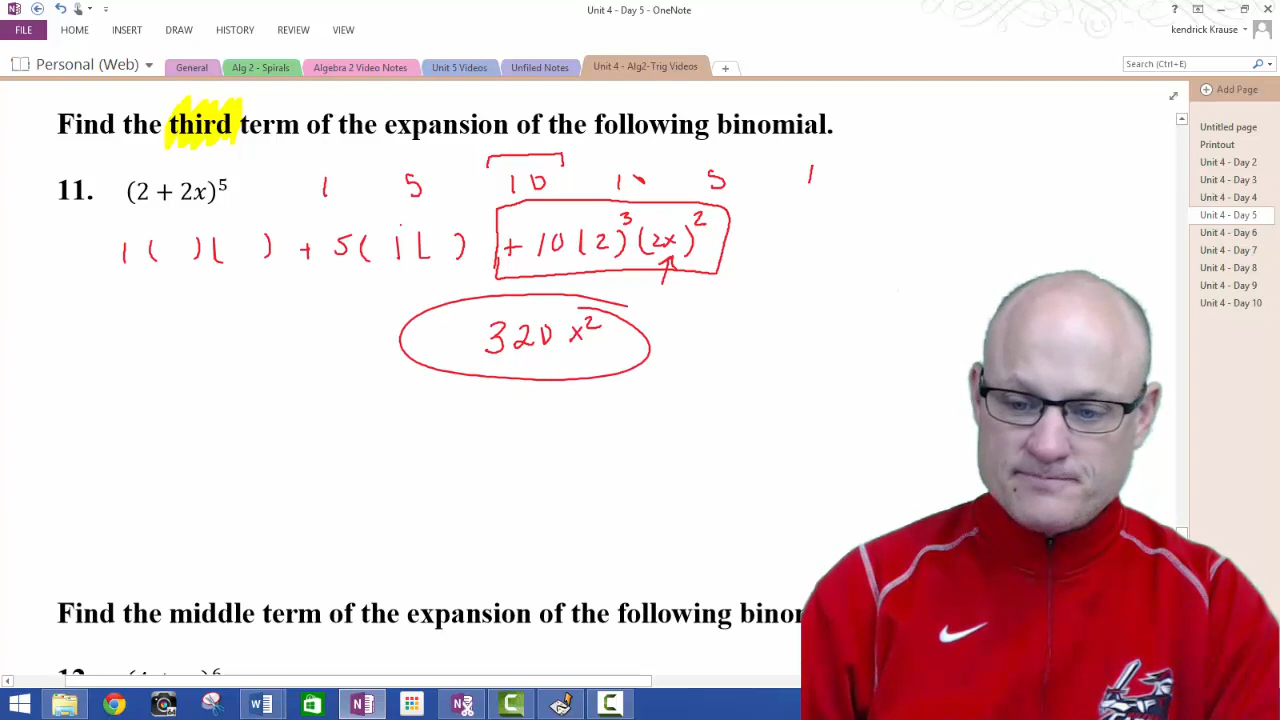 Unit 4 - Day 5 - OneNote
FILE HOME INSERT DRAW HISTORY REVIEW VIEW
kendrick Krause
Personal (Web) General Alg 2 - Spirals Algebra 2 Video Notes Unit 5 Videos Unfiled Notes Unit 4 - Alg2-Trig Videos
Search (Ctrl+E)
Add Page
Untitled page
Printout
Unit 4 - Day 2
Unit 4 - Day 3
Unit 4 - Day 4
Unit 4 - Day 5
Unit 4 - Day 6
Unit 4 - Day 7
Unit 4 - Day 8
Unit 4 - Day 9
Unit 4 - Day 10
Find the third term of the expansion of the following binomial.
11. (2 + 2x)⁵ 1 5 10 10 5 1
1 ( ) ( ) + 5 ( ) ( ) + 10 (2)³ (2x)²
320 x²
Find the middle term of the expansion of the following